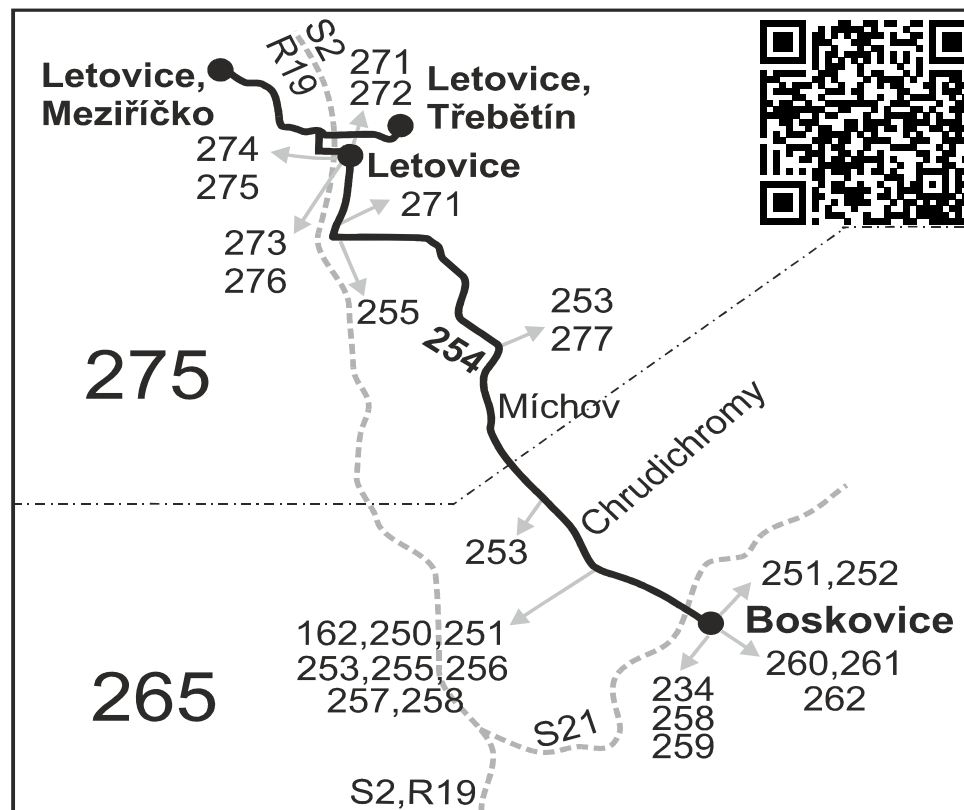 S2
R19
271
272
Letovice,
Meziříčko
Letovice,
Třebětín
274
275
Letovice
271
273
276
255
253
277
254
275
Míchov
Chrudichromy
253
251,252
Boskovice
162,250,251
253,255,256
257,258
260,261
262
265
234
258
259
S21
S2,R19